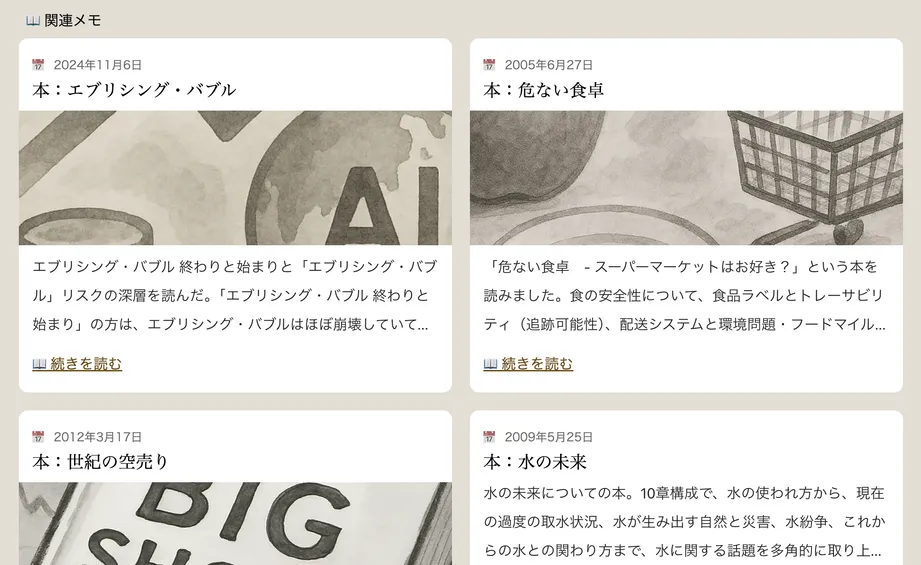 📖 関連メモ
📅 2024年11月6日
本：エブリシング・バブル
AI
エブリシング・バブル 終わりと始まりと「エブリシング・バブ
ル」リスクの深層を読んだ。「エブリシング・バブル 終わりと
始まり」の方は、エブリシング・バブルはほぼ崩壊していて...
📖 続きを読む
📅 2005年6月27日
本：危ない食卓
「危ない食卓　- スーパーマーケットはお好き？」という本を
読みました。食の安全性について、食品ラベルとトレーサビリ
ティ（追跡可能性）、配送システムと環境問題・フードマイル...
📖 続きを読む
📅 2012年3月17日
本：世紀の空売り
BIG
SHO
📅 2009年5月25日
本：水の未来
水の未来についての本。10章構成で、水の使われ方から、現在
の過度の取水状況、水が生み出す自然と災害、水紛争、これか
らの水との関わり方まで、水に関する話題を多角的に取り上...